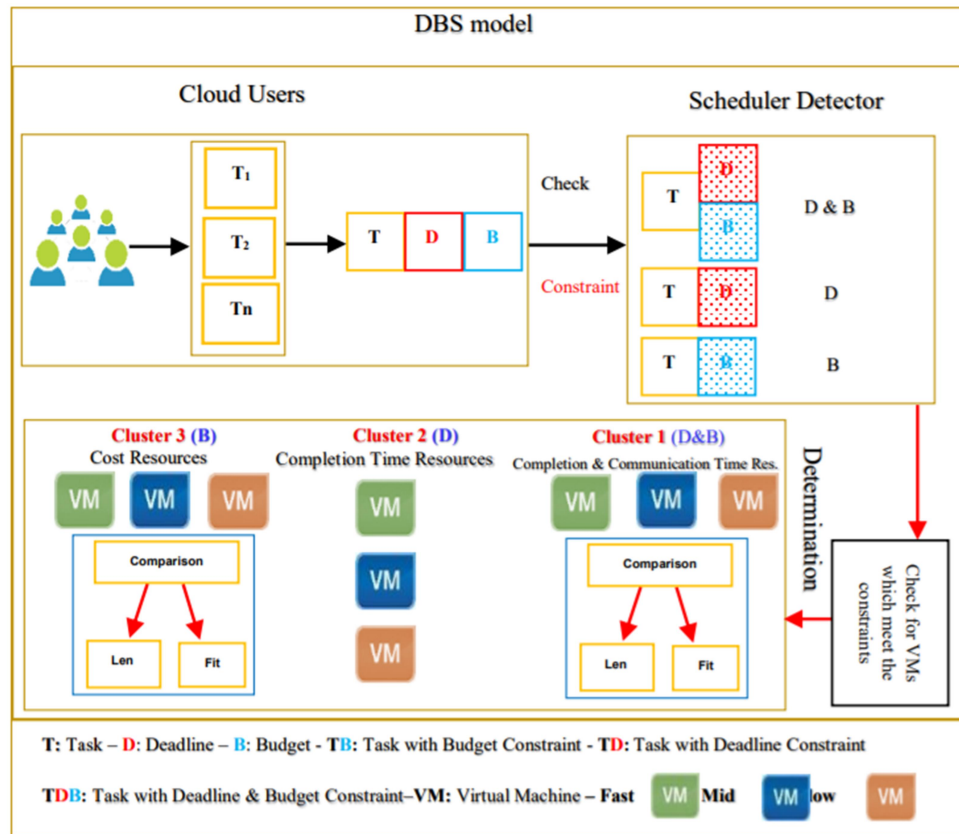 DBS model
Cloud Users
Scheduler Detector
T1
T2
Tn
T D B
Check
Constraint
T D B
D & B
T D
D
T B
B
Cluster 3 (B)
Cost Resources
VM VM VM
Comparison
Len Fit
Cluster 2 (D)
Completion Time Resources
VM
VM
VM
Cluster 1 (D&B)
Completion & Communication Time Res.
VM VM VM
Comparison
Len Fit
Determination
Check for VMs
which meet the
constraints
T: Task – D: Deadline – B: Budget - TB: Task with Budget Constraint - TD: Task with Deadline Constraint
TDB: Task with Deadline & Budget Constraint–VM: Virtual Machine – Fast VM Mid VM low VM